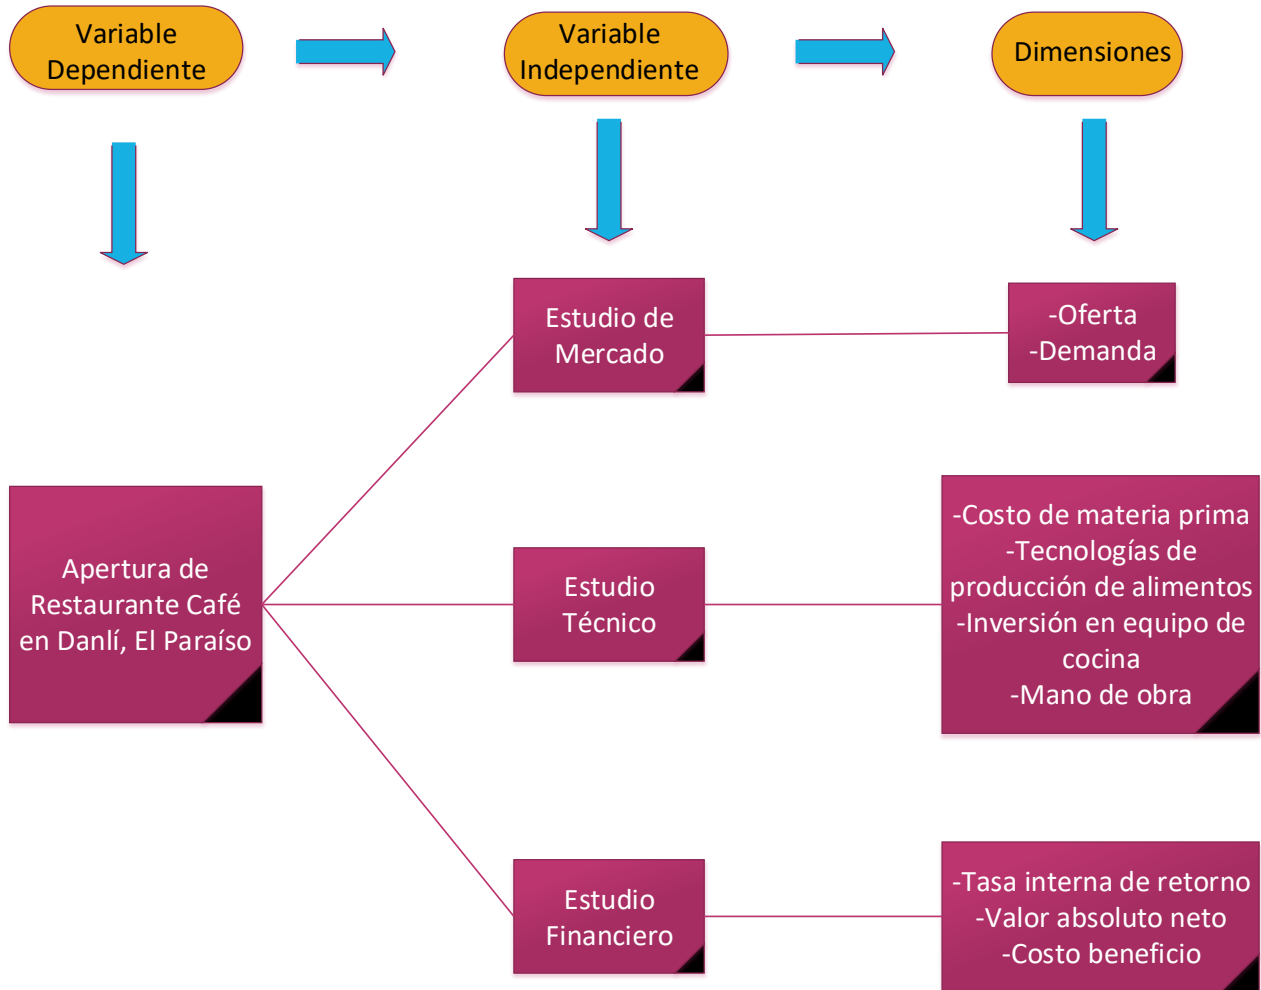 Variable
Dependiente
Variable
Independiente
Dimensiones
Estudio de
Mercado
-Oferta
-Demanda
Apertura de
Restaurante Café
en Danlí, El Paraíso
Estudio
Técnico
-Costo de materia prima
-Tecnologías de
producción de alimentos
-Inversión en equipo de
cocina
-Mano de obra
Estudio
Financiero
-Tasa interna de retorno
-Valor absoluto neto
-Costo beneficio